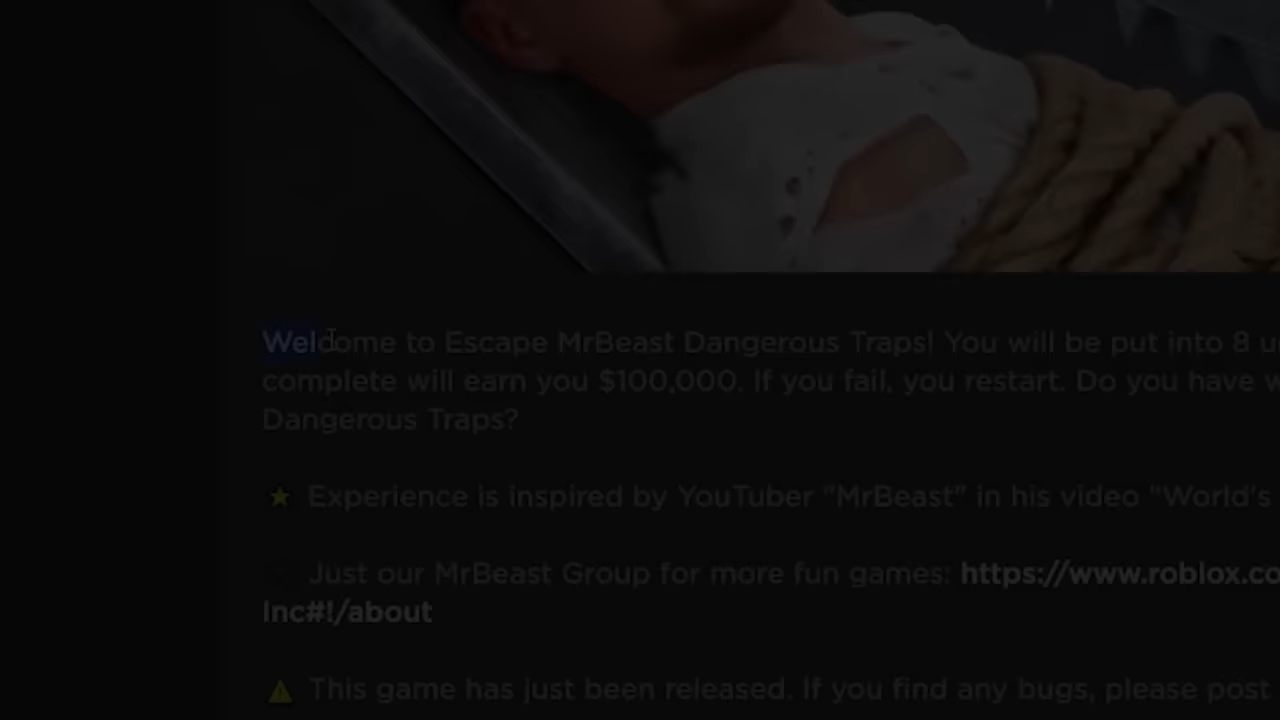 Welcome to Escape MrBeast Dangerous Traps! You will be put into 8
complete will earn you $100,000. If you fail, you restart. Do you have
Dangerous Traps?
Experience is inspired by YouTuber "MrBeast" in his video "World's
Just our MrBeast Group for more fun games: https://www.roblox.co
Inc#!/about
This game has just been released. If you find any bugs, please post